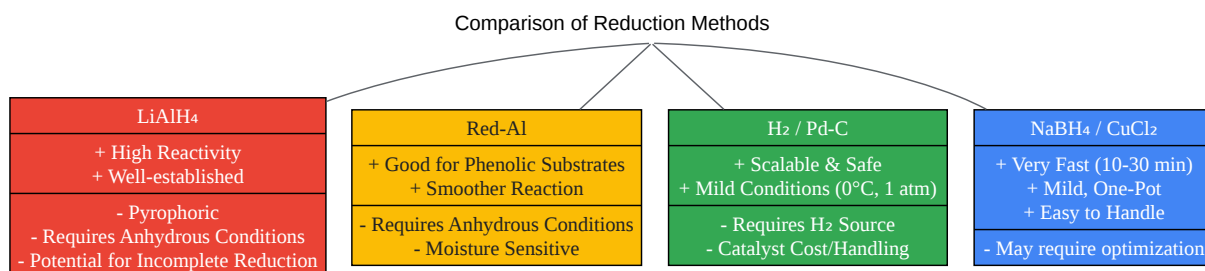 Comparison of Reduction Methods
LiAlH₄
+ High Reactivity
+ Well-established
- Pyrophoric
- Requires Anhydrous Conditions
- Potential for Incomplete Reduction
Red-Al
+ Good for Phenolic Substrates
+ Smoother Reaction
- Requires Anhydrous Conditions
- Moisture Sensitive
H₂ / Pd-C
+ Scalable & Safe
+ Mild Conditions (0°C, 1 atm)
- Requires H₂ Source
- Catalyst Cost/Handling
NaBH₄ / CuCl₂
+ Very Fast (10-30 min)
+ Mild, One-Pot
+ Easy to Handle
- May require optimization